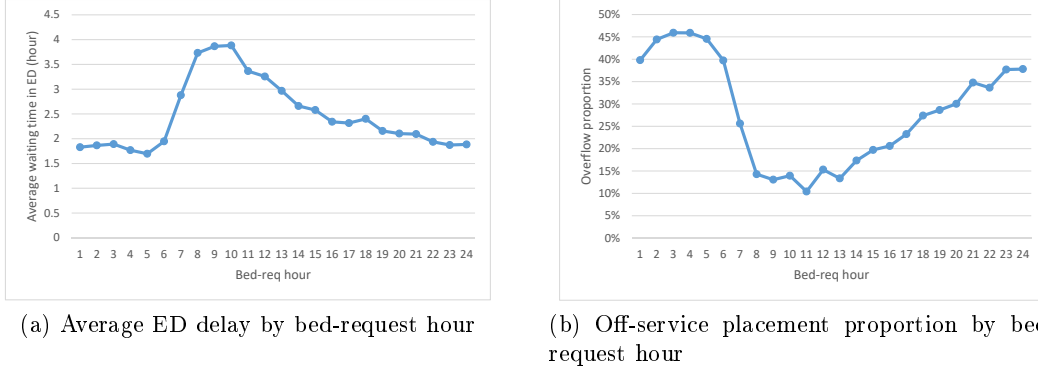 4.5
4
3.5
3
2.5
2
1.5
1
0.5
0
Average waiting time in ED (hour)
1 2 3 4 5 6 7 8 9 10 11 12 13 14 15 16 17 18 19 20 21 22 23 24
Bed-req hour
(a) Average ED delay by bed-request hour
50%
45%
40%
35%
30%
25%
20%
15%
10%
5%
0%
Overflow proportion
1 2 3 4 5 6 7 8 9 10 11 12 13 14 15 16 17 18 19 20 21 22 23 24
Bed-req hour
(b) Off-service placement proportion by bed
request hour